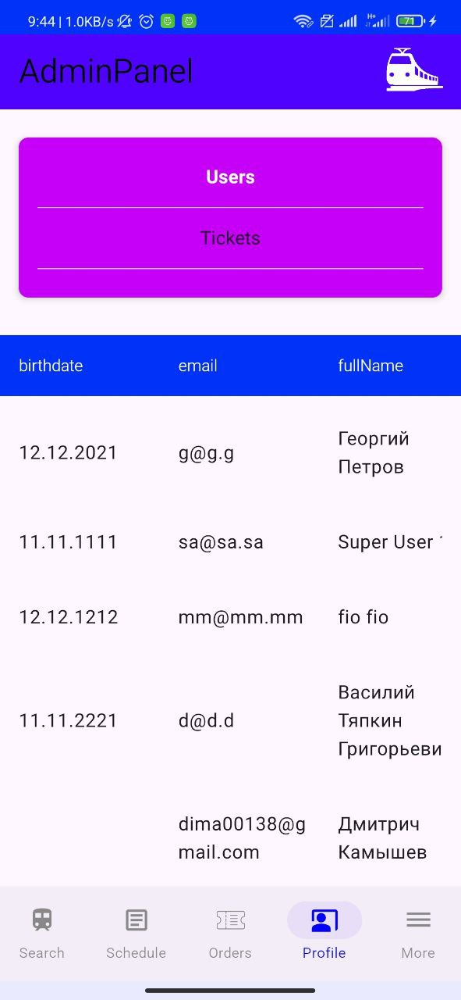 9:44 | 1.0KB/s H+ 71
AdminPanel
Users
Tickets
birthdate email fullName
12.12.2021 g@g.g Георгий
Петров
11.11.1111 sa@sa.sa Super User
12.12.1212 mm@mm.mm fio fio
Василий
11.11.2221 d@d.d Тяпкин
Григорьеви
dima00138@g Дмитрич
mail.com Камышев
Search Schedule Orders Profile More